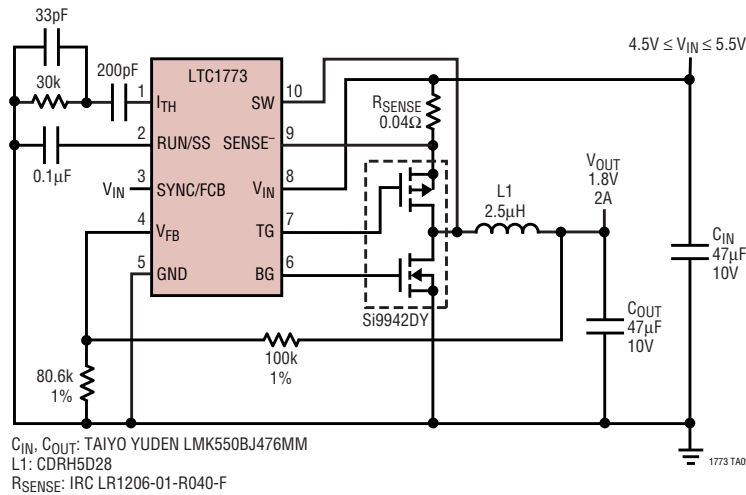 33pF
30k
200pF
LTC1773
1 ITH
2 RUN/SS
0.1µF
VIN 3 SYNC/FCB
4 VFB
5 GND
10 SW
9 SENSE–
8 VIN
7 TG
6 BG
RSENSE
0.04Ω
4.5V ≤ VIN ≤ 5.5V
L1
2.5µH
VOUT
1.8V
2A
CIN
47µF
10V
COUT
47µF
10V
Si9942DY
100k
1%
80.6k
1%
CIN, COUT: TAIYO YUDEN LMK550BJ476MM
L1: CDRH5D28
RSENSE: IRC LR1206-01-R040-F
1773 TA0